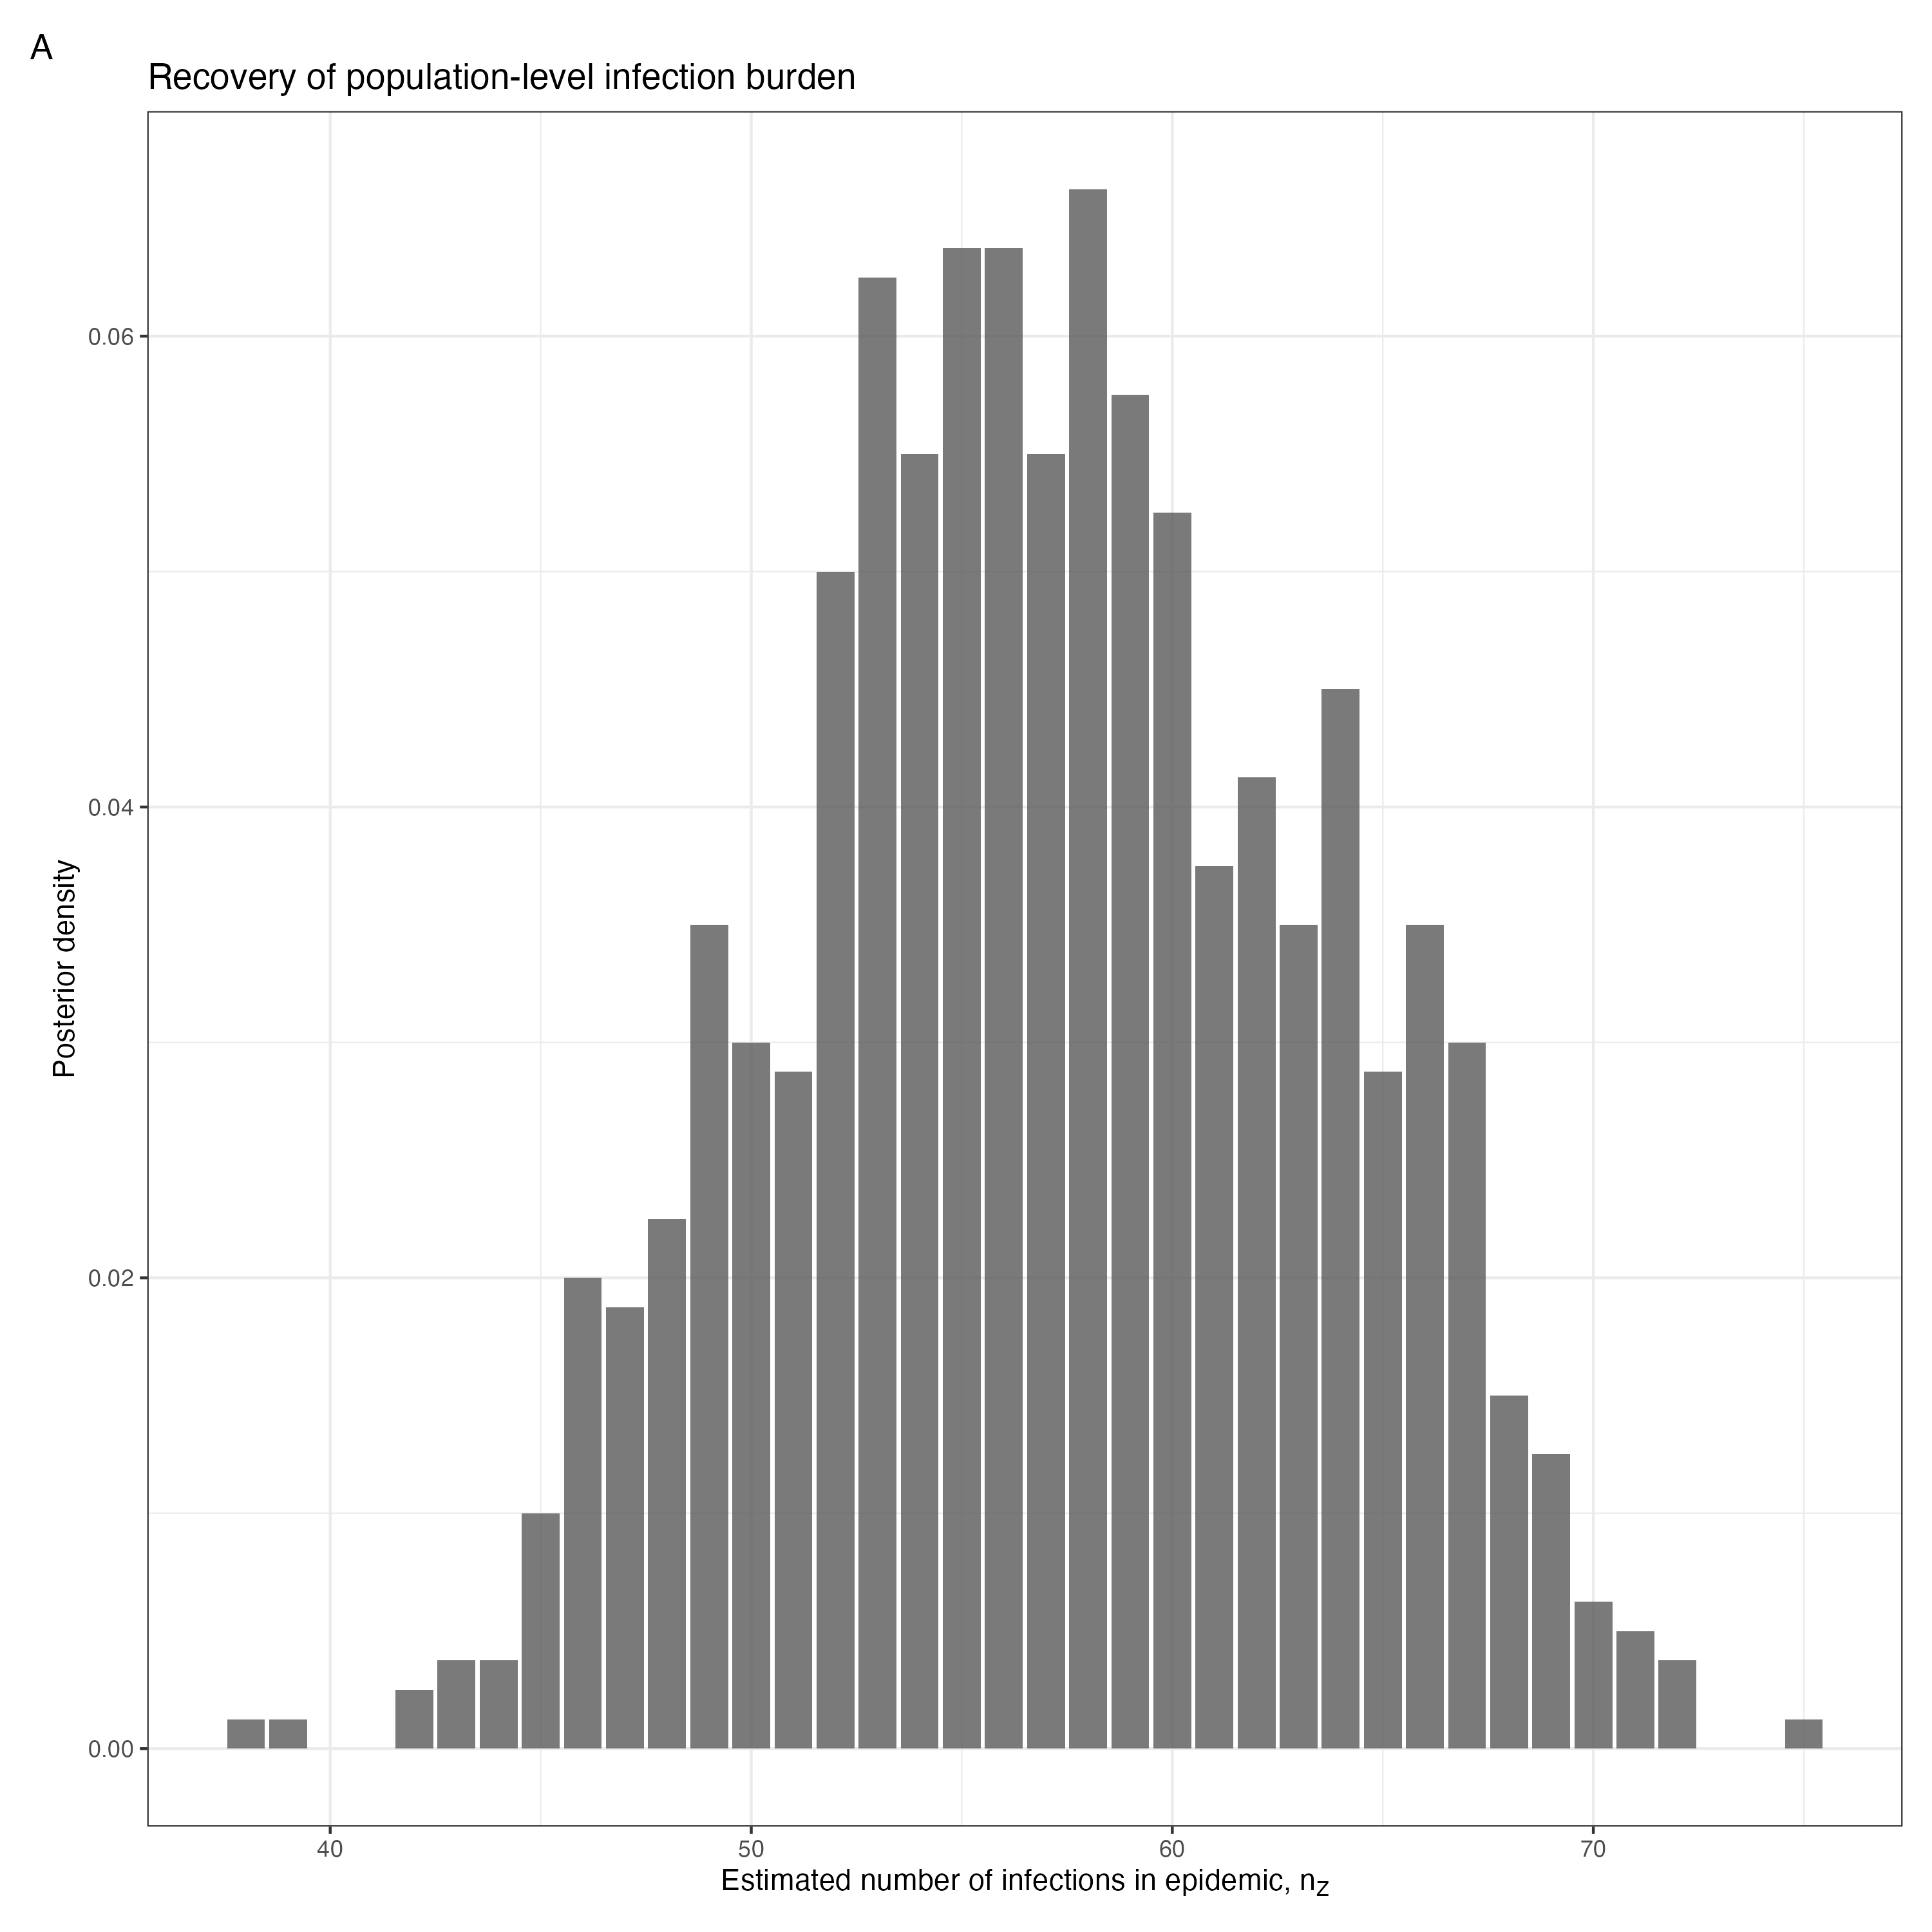 A
Recovery of population-level infection burden
0.06
0.04
0.02
0.00
Posterior density
40 50 60 70
Estimated number of infections in epidemic, n_Z